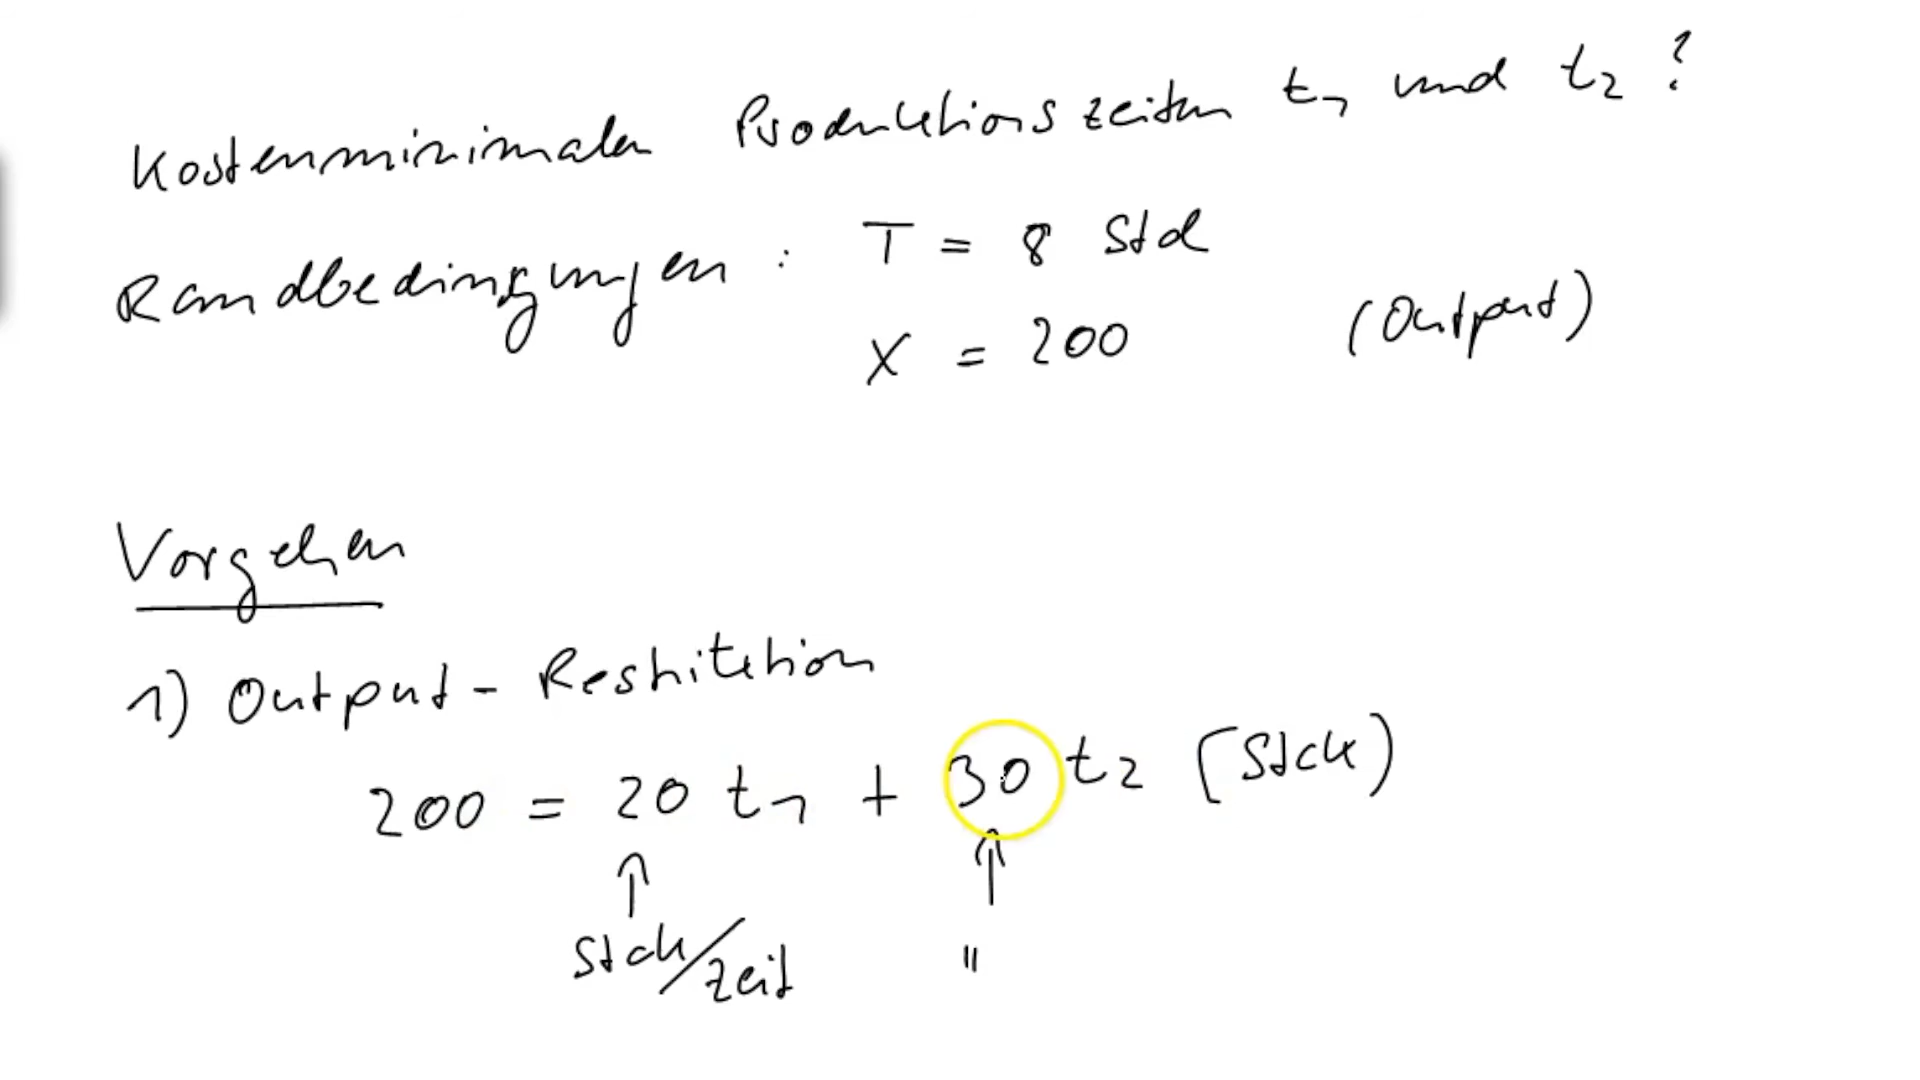 Kostenminimalen Produktionszeiten t1 und t2 ?
Randbedingungen : T = 8 Std
X = 200 (Output)
Vorgehen
1) Output - Restriktion
200 = 20 t1 + 30 t2 [Stck)
Stck/Zeit "